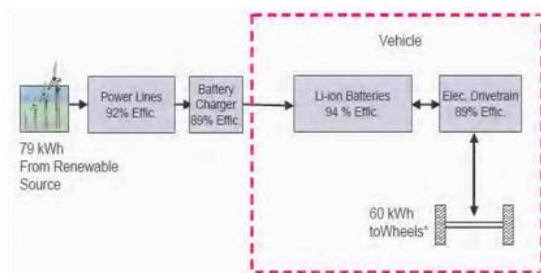 Vehicle
Power Lines
92% Effic.
Battery
Charger
89% Effic.
Li-ion Batteries
94 % Effic.
Elec. Drivetrain
89% Effic.
79 kWh
From Renewable
Source
60 kWh
toWheels*